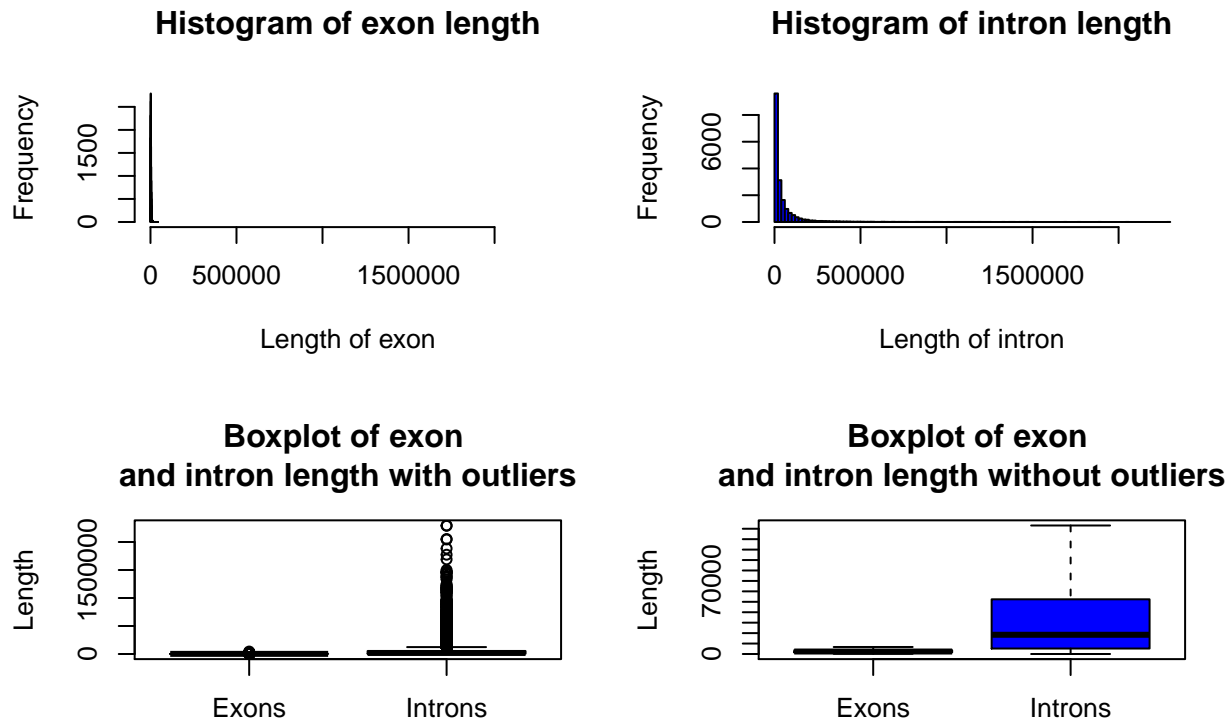 Histogram of exon length
Frequency
1500
0
0 500000 1500000
Length of exon
Histogram of intron length
Frequency
6000
0
0 500000 1500000
Length of intron
Boxplot of exon
and intron length with outliers
Length
1500000
0
Exons Introns
Boxplot of exon
and intron length without outliers
Length
70000
0
Exons Introns